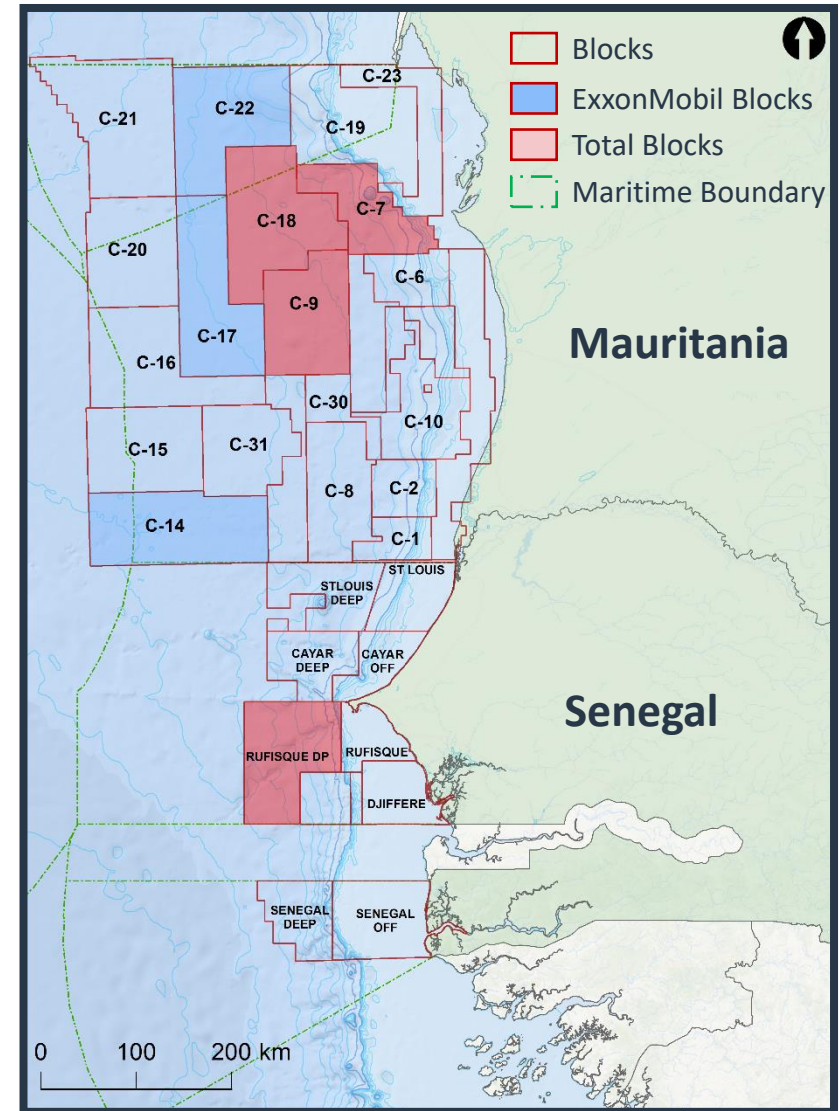 Blocks
ExxonMobil Blocks
Total Blocks
Maritime Boundary
C-23
C-22
C-21
C-19
C-7
C-18
C-20
C-6
C-9
Mauritania
C-17
C-16
C-30
C-10
C-15
C-31
C-8
C-2
C-14
C-1
ST LOUIS
STLOUIS
DEEP
CAYAR
DEEP
CAYAR
OFF
Senegal
RUFISQUE DP
RUFISQUE
DJIFFERE
SENEGAL
DEEP
SENEGAL
OFF
0 100 200 km